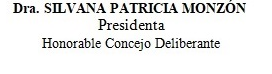 Dra. SILVANA PATRICIA MONZÓN
Presidenta
Honorable Concejo Deliberante